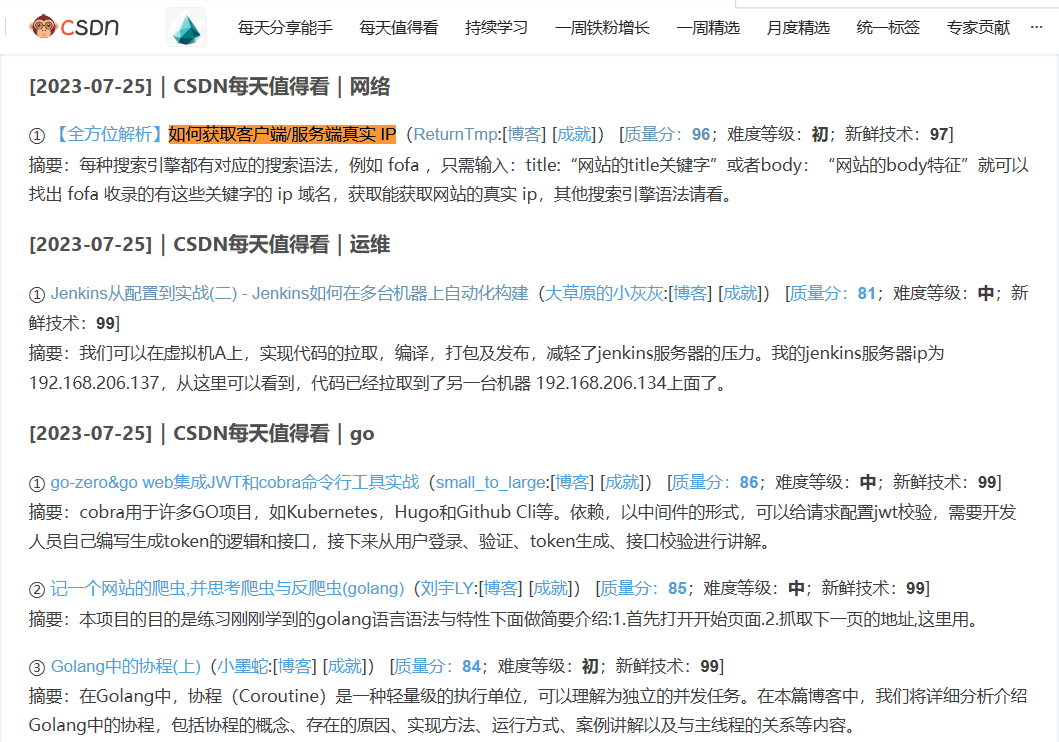 CSDN 每天分享能手 每天值得看 持续学习 一周铁粉增长 一周精选 月度精选 统一标签 专家贡献 ···
[2023-07-25] | CSDN每天值得看 | 网络
① 【全方位解析】如何获取客户端/服务端真实 IP（ReturnTmp:[博客] [成就]） [质量分：96；难度等级：初；新鲜技术：97]
摘要：每种搜索引擎都有对应的搜索语法，例如 fofa ，只需输入：title:“网站的title关键字”或者body：“网站的body特征”就可以
找出 fofa 收录的有这些关键字的 ip 域名，获取能获取网站的真实 ip，其他搜索引擎语法请看。
[2023-07-25] | CSDN每天值得看 | 运维
① Jenkins从配置到实战(二) - Jenkins如何在多台机器上自动化构建（大草原的小灰灰:[博客] [成就]） [质量分：81；难度等级：中；新
鲜技术：99]
摘要：我们可以在虚拟机A上，实现代码的拉取，编译，打包及发布，减轻了jenkins服务器的压力。我的jenkins服务器ip为
192.168.206.137，从这里可以看到，代码已经拉取到了另一台机器 192.168.206.134上面了。
[2023-07-25] | CSDN每天值得看 | go
① go-zero&go web集成JWT和cobra命令行工具实战（small_to_large:[博客] [成就]） [质量分：86；难度等级：中；新鲜技术：99]
摘要：cobra用于许多GO项目，如Kubernetes，Hugo和Github Cli等。依赖，以中间件的形式，可以给请求配置jwt校验，需要开发
人员自己编写生成token的逻辑和接口，接下来从用户登录、验证、token生成、接口校验进行讲解。
② 记一个网站的爬虫,并思考爬虫与反爬虫(golang)（刘宇LY:[博客] [成就]） [质量分：85；难度等级：中；新鲜技术：99]
摘要：本项目的目的是练习刚刚学到的golang语言语法与特性下面做简要介绍:1.首先打开开始页面.2.抓取下一页的地址,这里用。
③ Golang中的协程(上)（小墨蛇:[博客] [成就]） [质量分：84；难度等级：初；新鲜技术：99]
摘要：在Golang中，协程（Coroutine）是一种轻量级的执行单位，可以理解为独立的并发任务。在本篇博客中，我们将详细分析介绍
Golang中的协程，包括协程的概念、存在的原因、实现方法、运行方式、案例讲解以及与主线程的关系等内容。